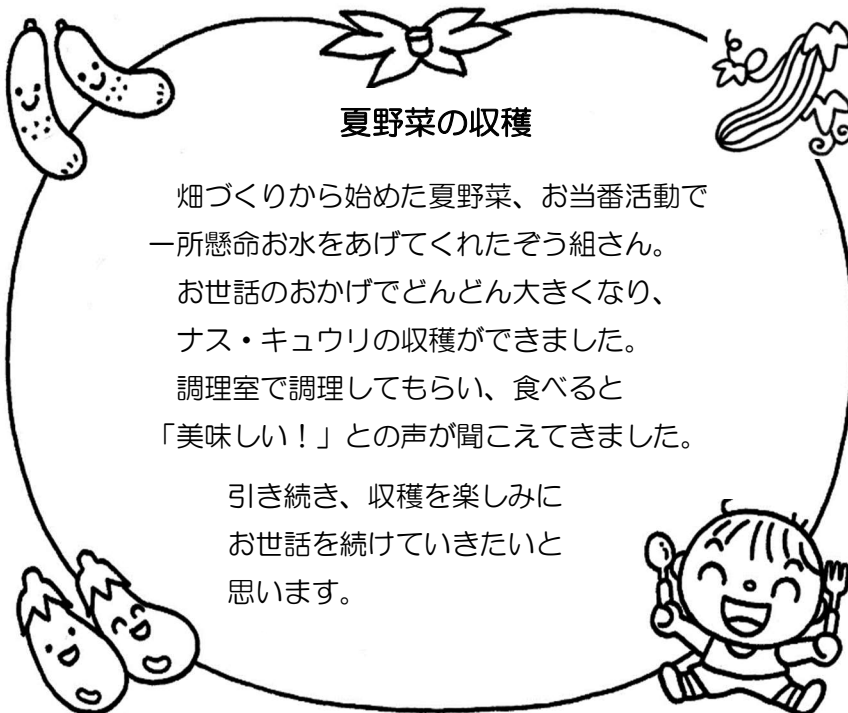 夏野菜の収穫
畑づくりから始めた夏野菜、お当番活動で
一所懸命お水をあげてくれたぞう組さん。
お世話のおかげでどんどん大きくなり、
ナス・キュウリの収穫ができました。
調理室で調理してもらい、食べると
「美味しい！」との声が聞こえてきました。
引き続き、収穫を楽しみに
お世話を続けていきたいと
思います。